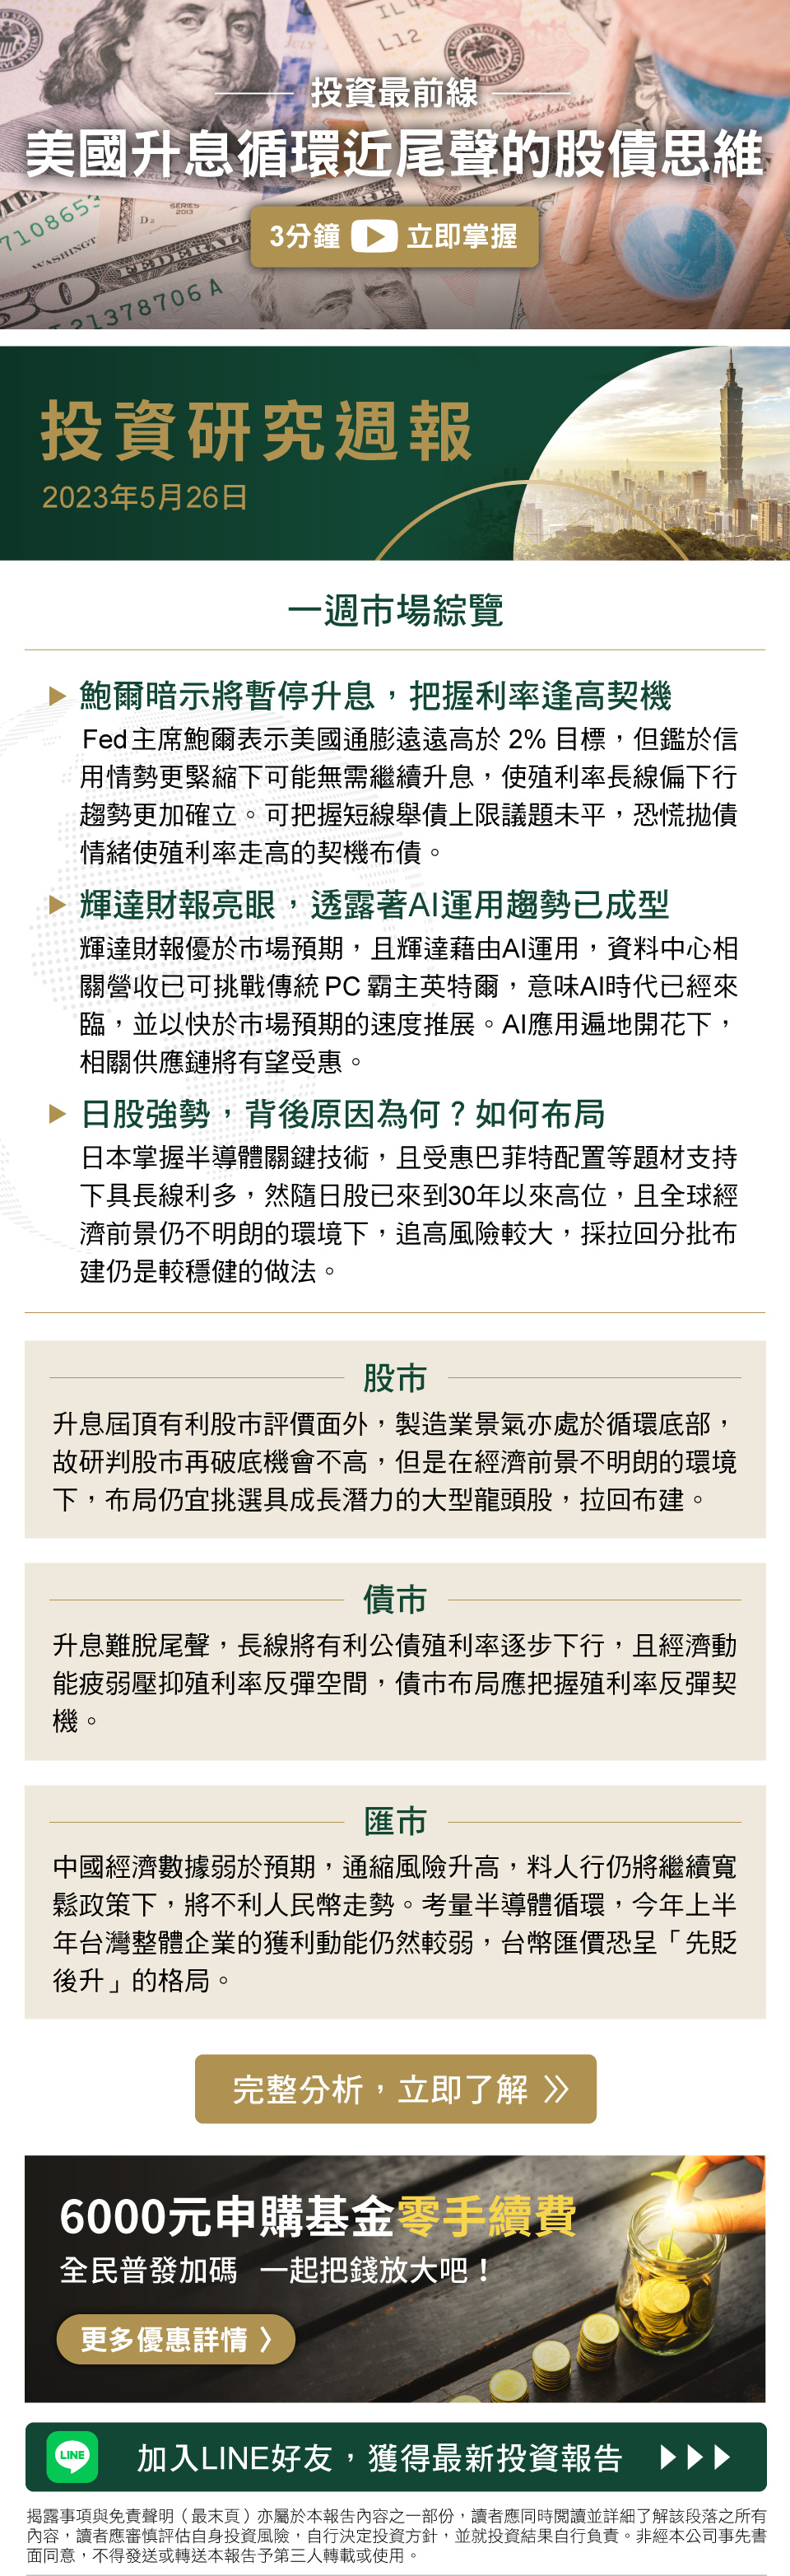 投資最前線
美國升息循環近尾聲的股債思維
3分鐘 立即掌握
SERIES
2013
WASHINGT
FEDERAL
21378706 A
L12
投資研究週報
2023年5月26日
一週市場綜覽
鮑爾暗示將暫停升息，把握利率逢高契機
Fed主席鮑爾表示美國通膨遠遠高於 2% 目標，但鑑於信
用情勢更緊縮下可能無需繼續升息，使殖利率長線偏下行
趨勢更加確立。可把握短線舉債上限議題未平，恐慌拋債
情緒使殖利率走高的契機布債。
輝達財報亮眼，透露著AI運用趨勢已成型
輝達財報優於市場預期，且輝達藉由AI運用，資料中心相
關營收已可挑戰傳統 PC 霸主英特爾，意味AI時代已經來
臨，並以快於市場預期的速度推展。AI應用遍地開花下，
相關供應鏈將有望受惠。
日股強勢，背後原因為何？如何布局
日本掌握半導體關鍵技術，且受惠巴菲特配置等題材支持
下具長線利多，然隨日股已來到30年以來高位，且全球經
濟前景仍不明朗的環境下，追高風險較大，採拉回分批布
建仍是較穩健的做法。
股市
升息屆頂有利股市評價面外，製造業景氣亦處於循環底部，
故研判股市再破底機會不高，但是在經濟前景不明朗的環境
下，布局仍宜挑選具成長潛力的大型龍頭股，拉回布建。
債市
升息難脫尾聲，長線將有利公債殖利率逐步下行，且經濟動
能疲弱壓抑殖利率反彈空間，債市布局應把握殖利率反彈契
機。
匯市
中國經濟數據弱於預期，通縮風險升高，料人行仍將繼續寬
鬆政策下，將不利人民幣走勢。考量半導體循環，今年上半
年台灣整體企業的獲利動能仍然較弱，台幣匯價恐呈「先貶
後升」的格局。
完整分析，立即了解
6000元申購基金零手續費
全民普發加碼 一起把錢放大吧！
更多優惠詳情
LINE
加入LINE好友，獲得最新投資報告
揭露事項與免責聲明（最末頁）亦屬於本報告內容之一部份，讀者應同時閱讀並詳細了解該段落之所有
內容，讀者應審慎評估自身投資風險，自行決定投資方針，並就投資結果自行負責。非經本公司事先書
面同意，不得發送或轉送本報告予第三人轉載或使用。